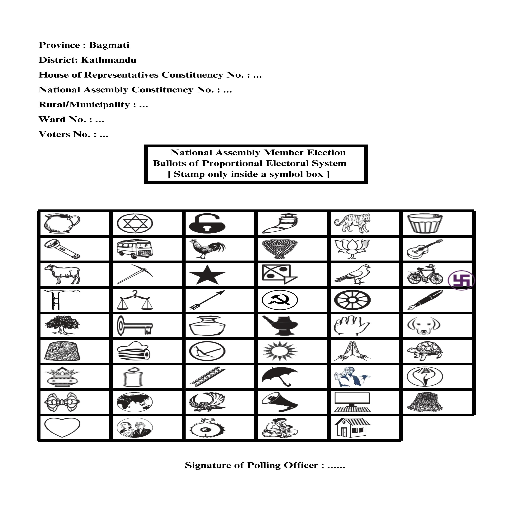 Province : Bagmati
District: Kathmandu
House of Representatives Constituency No. : ...
National Assembly Constituency No. : ...
Rural/Municipality : ...
Ward No. : ...
Voters No. : ...
National Assembly Member Election
Ballots of Proportional Electoral System
[ Stamp only inside a symbol box ]
Signature of Polling Officer : ......